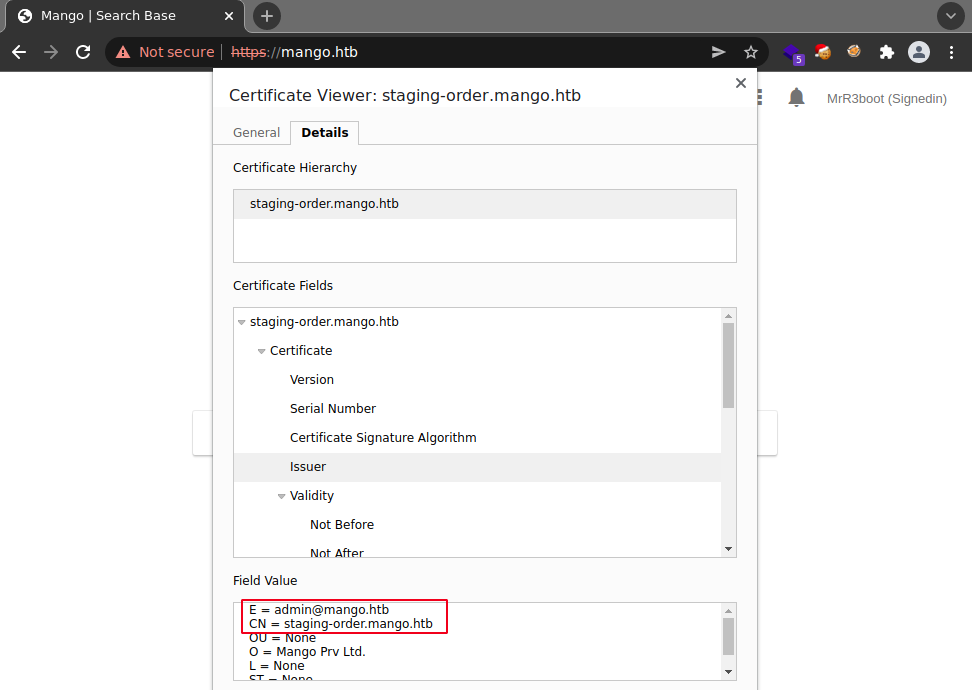 Mango | Search Base
Not secure | https://mango.htb
5
Certificate Viewer: staging-order.mango.htb
MrR3boot (Signedin)
General
Details
Certificate Hierarchy
staging-order.mango.htb
Certificate Fields
staging-order.mango.htb
Certificate
Version
Serial Number
Certificate Signature Algorithm
Issuer
Validity
Not Before
Not After
Field Value
E = admin@mango.htb
CN = staging-order.mango.htb
OU = None
O = Mango Prv Ltd.
L = None
ST = None